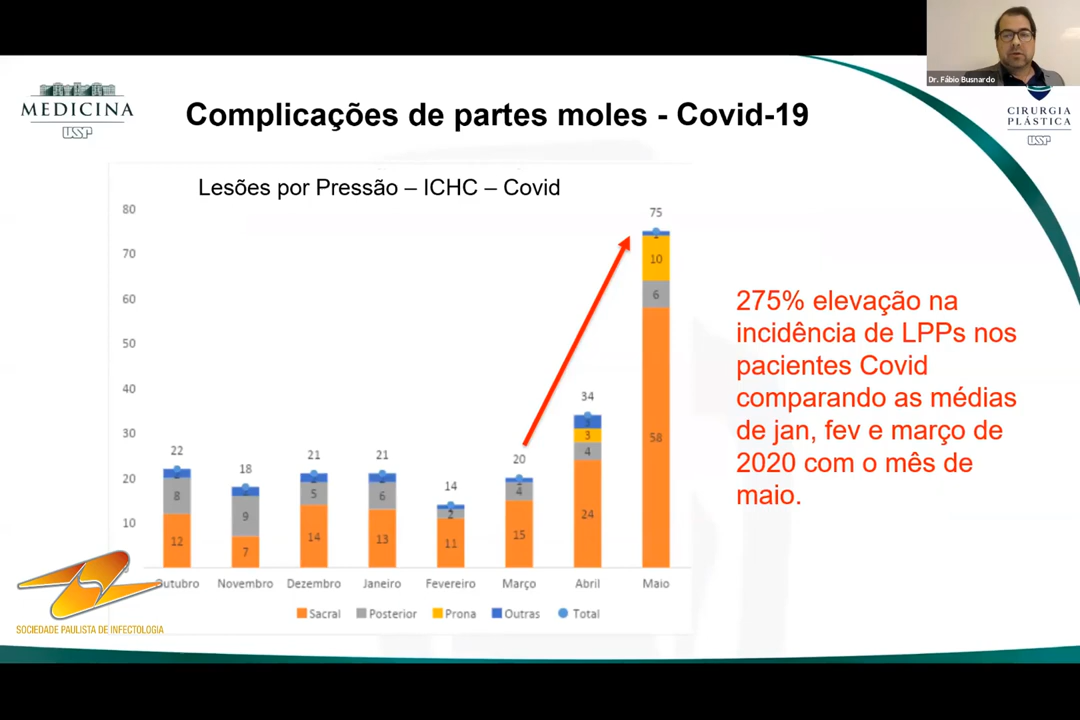 Dr. Fábio Busnardo
MEDICINA
USP
Complicações de partes moles - Covid-19
CIRURGIA
PLÁSTICA
USP
Lesões por Pressão – ICHC – Covid
80
75
70
10
60
6
50
40
34
30
3
4
22
18
21
21
14
20
20
8
9
5
6
2
4
58
10
12
7
14
13
11
15
24
Outubro Novembro Dezembro Janeiro Fevereiro Março Abril Maio
Sacral Posterior Prona Outras Total
275% elevação na
incidência de LPPs nos
pacientes Covid
comparando as médias
de jan, fev e março de
2020 com o mês de
maio.
SOCIEDADE PAULISTA DE INFECTOLOGIA